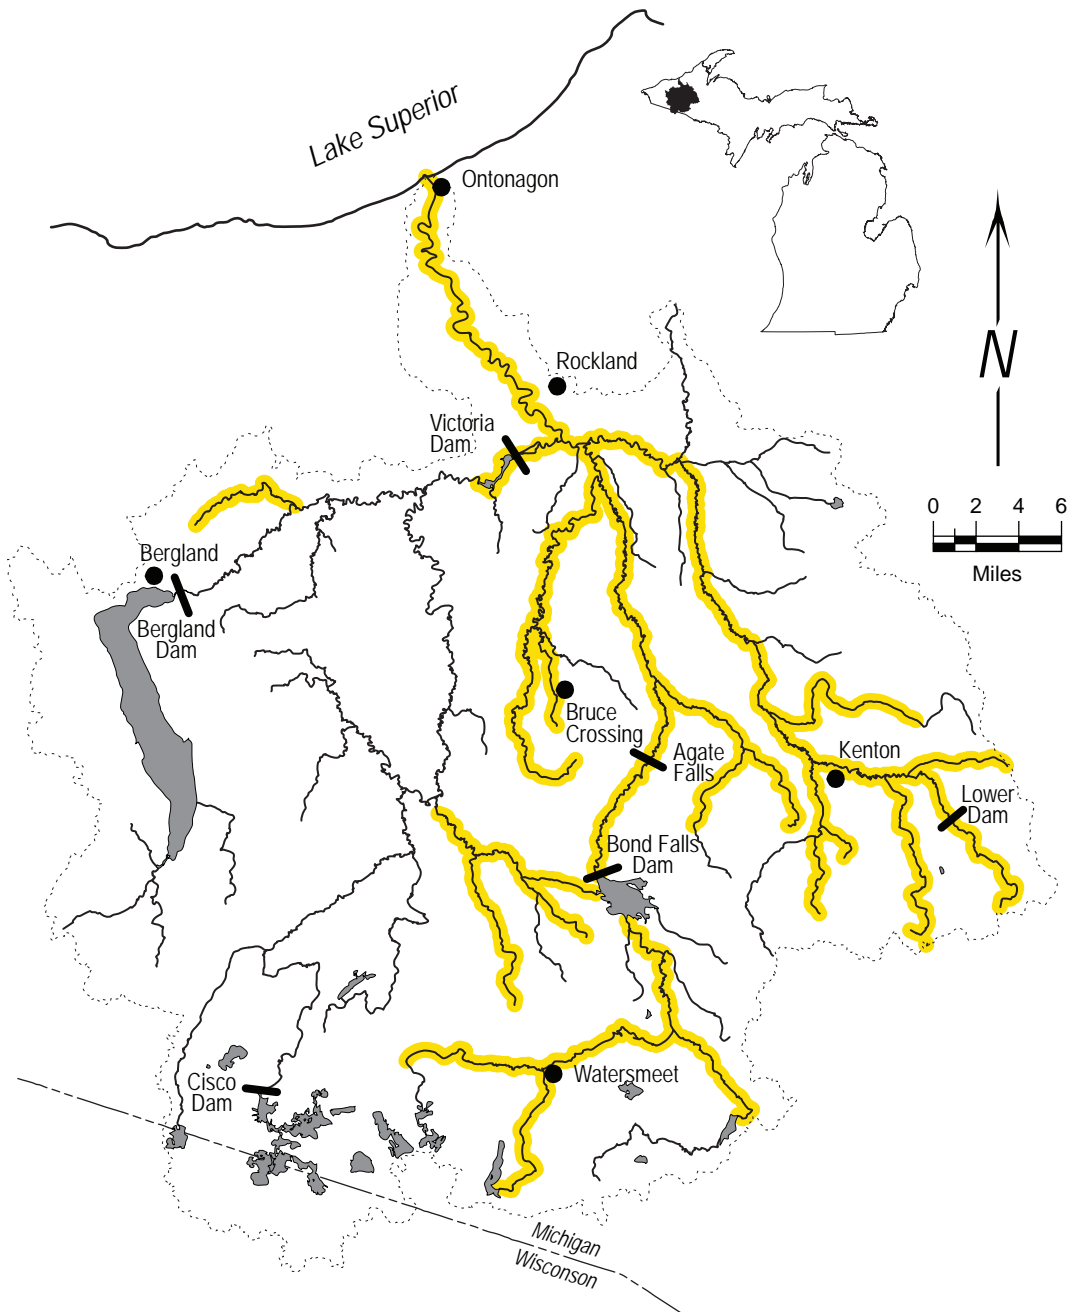 Lake Superior
Ontonagon
Rockland
Victoria
Dam
N
0 2 4 6
Miles
Bergland
Bergland
Dam
Bruce
Crossing
Agate
Falls
Kenton
Lower
Dam
Bond Falls
Dam
Cisco
Dam
Watersmeet
Michigan
Wisconson